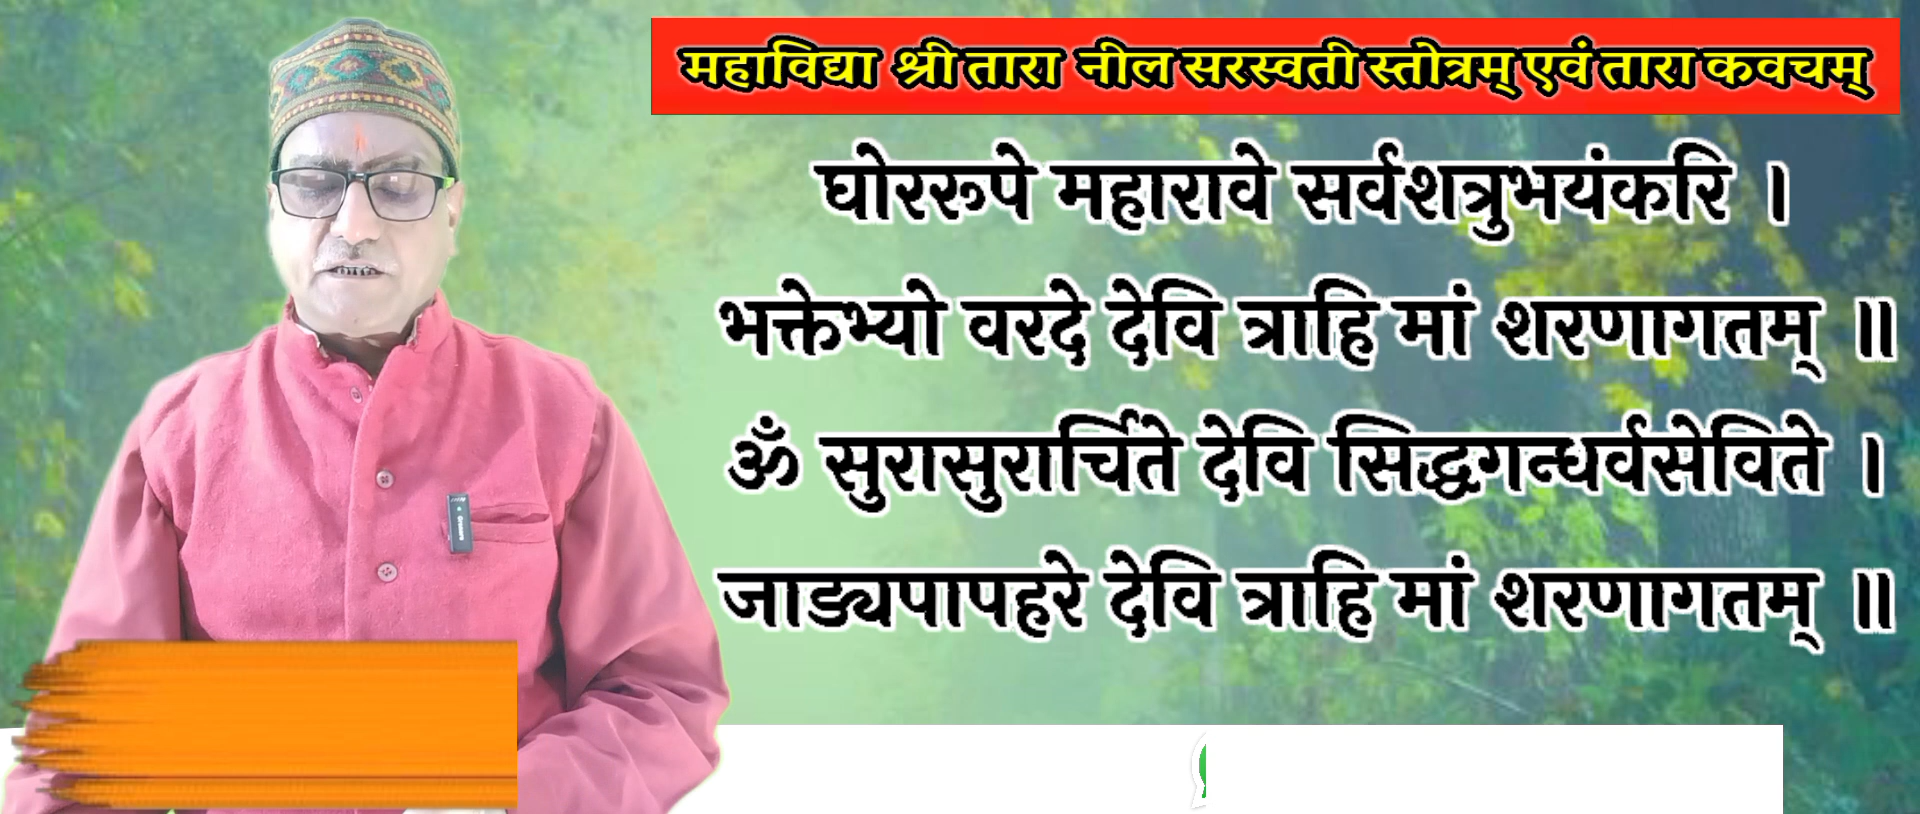 महाविद्या श्री तारा नील सरस्वती स्तोत्रम् एवं तारा कवचम्
घोररूपे महारावे सर्वशत्रुभयंकरि ।
भक्तेभ्यो वरदे देवि त्राहि मां शरणागतम् ॥
ॐ सुरासुरार्चिते देवि सिद्धगन्धर्वसेविते ।
जाड्यपापहरे देवि त्राहि मां शरणागतम् ॥